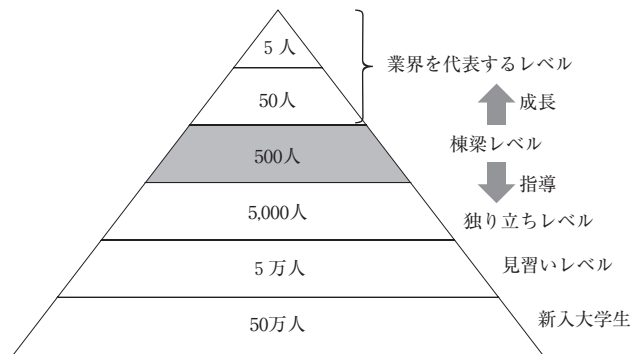 5人
業界を代表するレベル
50人
成長
棟梁レベル
500人
指導
5,000人
独り立ちレベル
5万人
見習いレベル
50万人
新入大学生